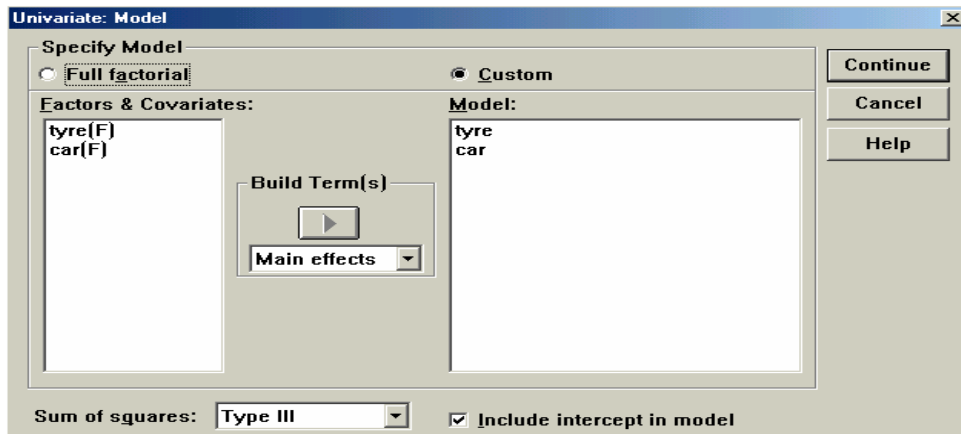 Univariate: Model
Specify Model
Full factorial
Custom
Continue
Cancel
Help
Factors & Covariates:
tyre(F)
car(F)
Build Term(s)
Main effects
Model:
tyre
car
Sum of squares:
Type III
Include intercept in model